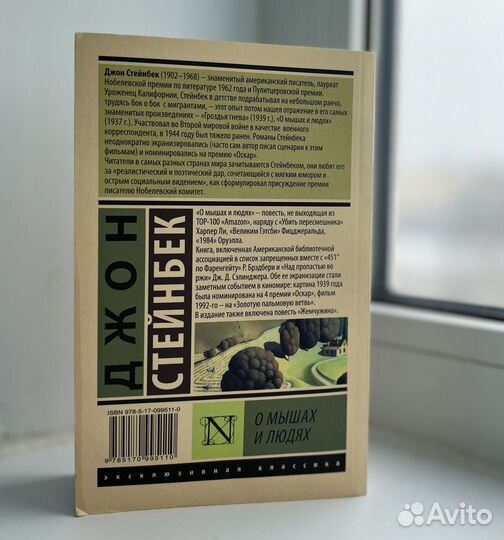 Джон Стейнбек (1902–1968) – знаменитый американский писатель, лауреат
Нобелевской премии по литературе 1962 года и Пулитцеровской премии.
Уроженец Калифорнии, Стейнбек в детстве подрабатывал на небольшом ранчо,
трудясь бок о бок с мигрантами, – этот опыт потом нашел отражение в его самых
знаменитых произведениях – «Гроздья гнева» (1939 г.), «О мышах и людях»
(1937 г.). Участвовал во Второй мировой войне в качестве военного
корреспондента, в 1944 году был тяжело ранен. Романы Стейнбека
неоднократно экранизировались (часто сам автор писал сценарии к этим
фильмам) и номинировались на премию «Оскар».
Читатели в самых разных странах мира зачитываются Стейнбеком, они любят его
за «реалистический и поэтический дар, сочетающийся с мягким юмором и
острым социальным видением», как сформулировал присуждение премии
писателю Нобелевский комитет.
ДЖОН
СТЕЙНБЕК
«О мышах и людях» – повесть, не выходящая из
TOP-100 «Amazon», наряду с «Убить пересмешника»
Харпер Ли, «Великим Гэтсби» Фицджеральда,
«1984» Оруэлла.
Книга, включенная Американской библиотечной
ассоциацией в список запрещенных вместе с «451°
по Фаренгейту» Р. Брэдбери и «Над пропастью во
ржи» Дж. Д. Сэлинджера. Обе ее экранизации стали
заметным событием в киномире: картина 1939 года
была номинирована на 4 премии «Оскар», фильм
1992-го – на «Золотую пальмовую ветвь».
В издание также включена повесть «Жемчужина».
ISBN 978-5-17-099511-0
9 785170 995110
N
О МЫШАХ
И ЛЮДЯХ
эксклюзивная классика
Avito